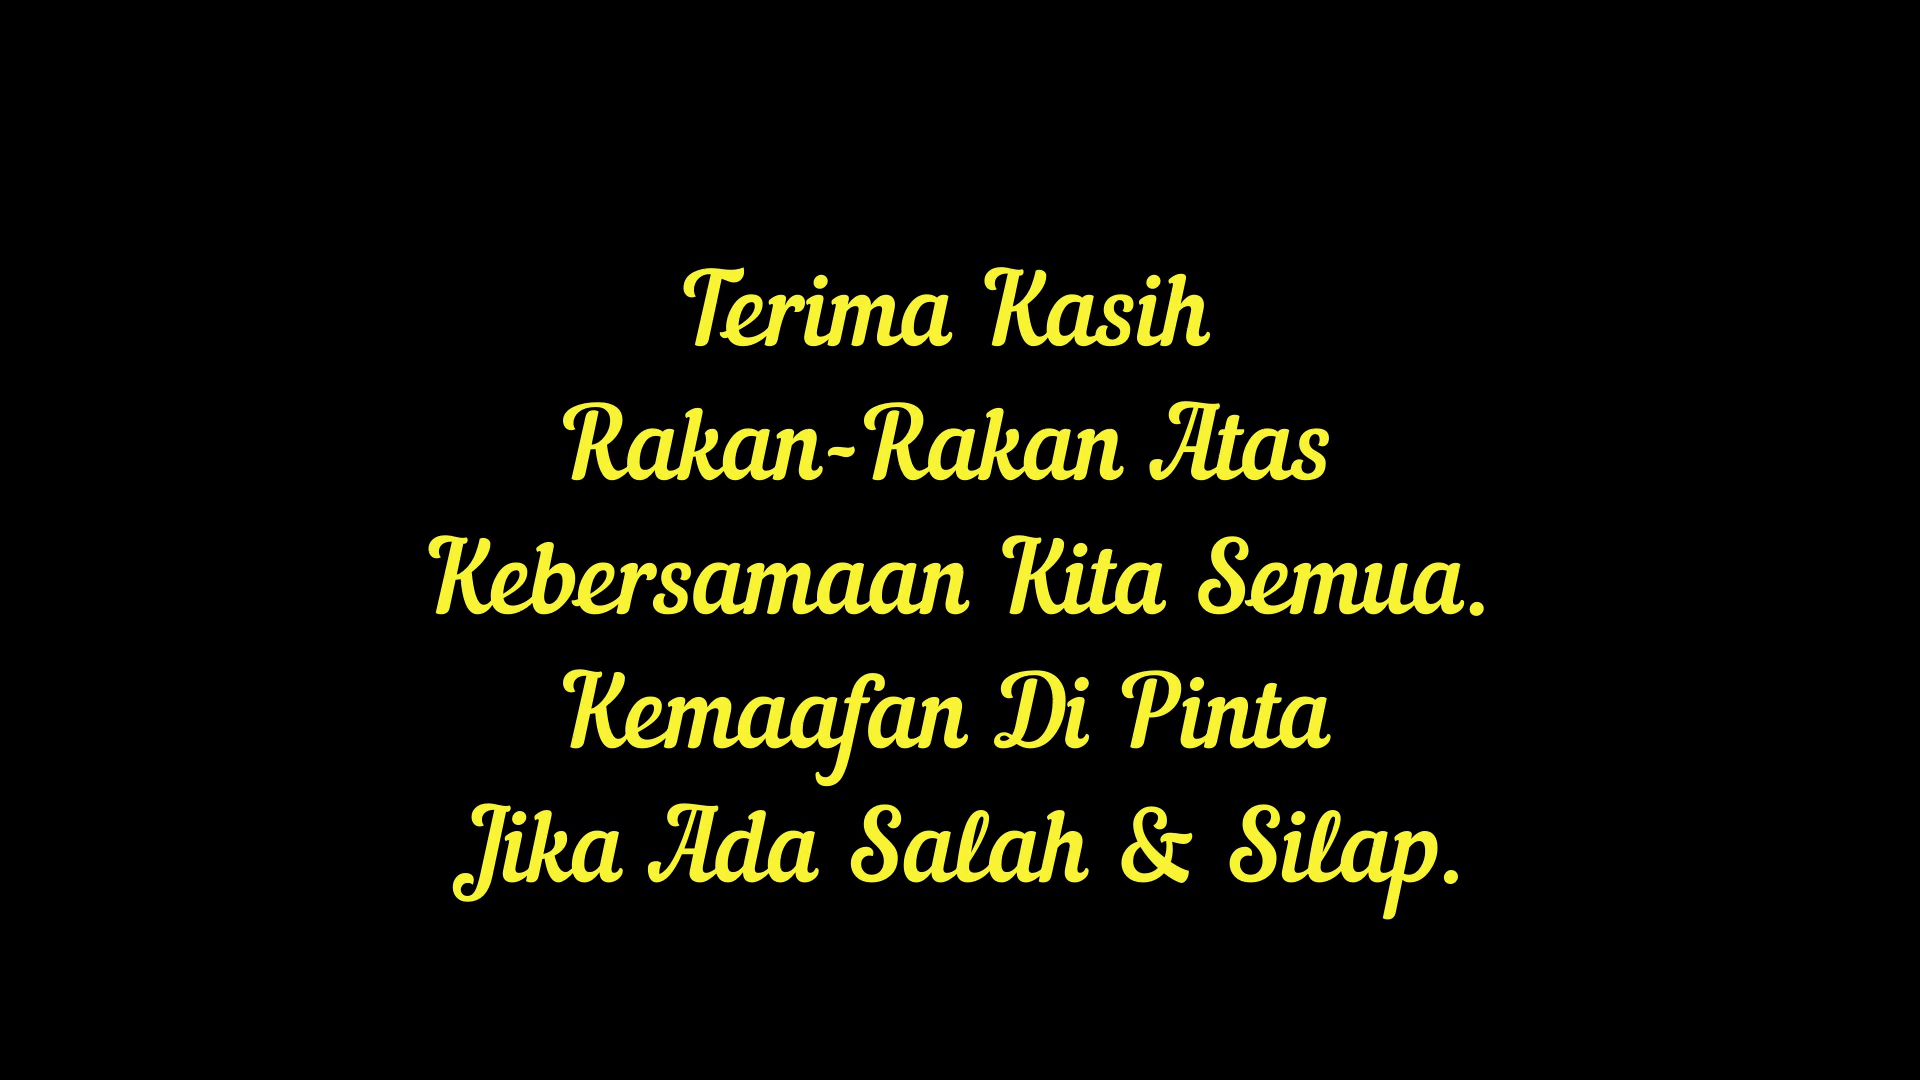 Terima Kasih
Rakan-Rakan Atas
Kebersamaan Kita Semua.
Kemaafan Di Pinta
Jika Ada Salah & Silap.